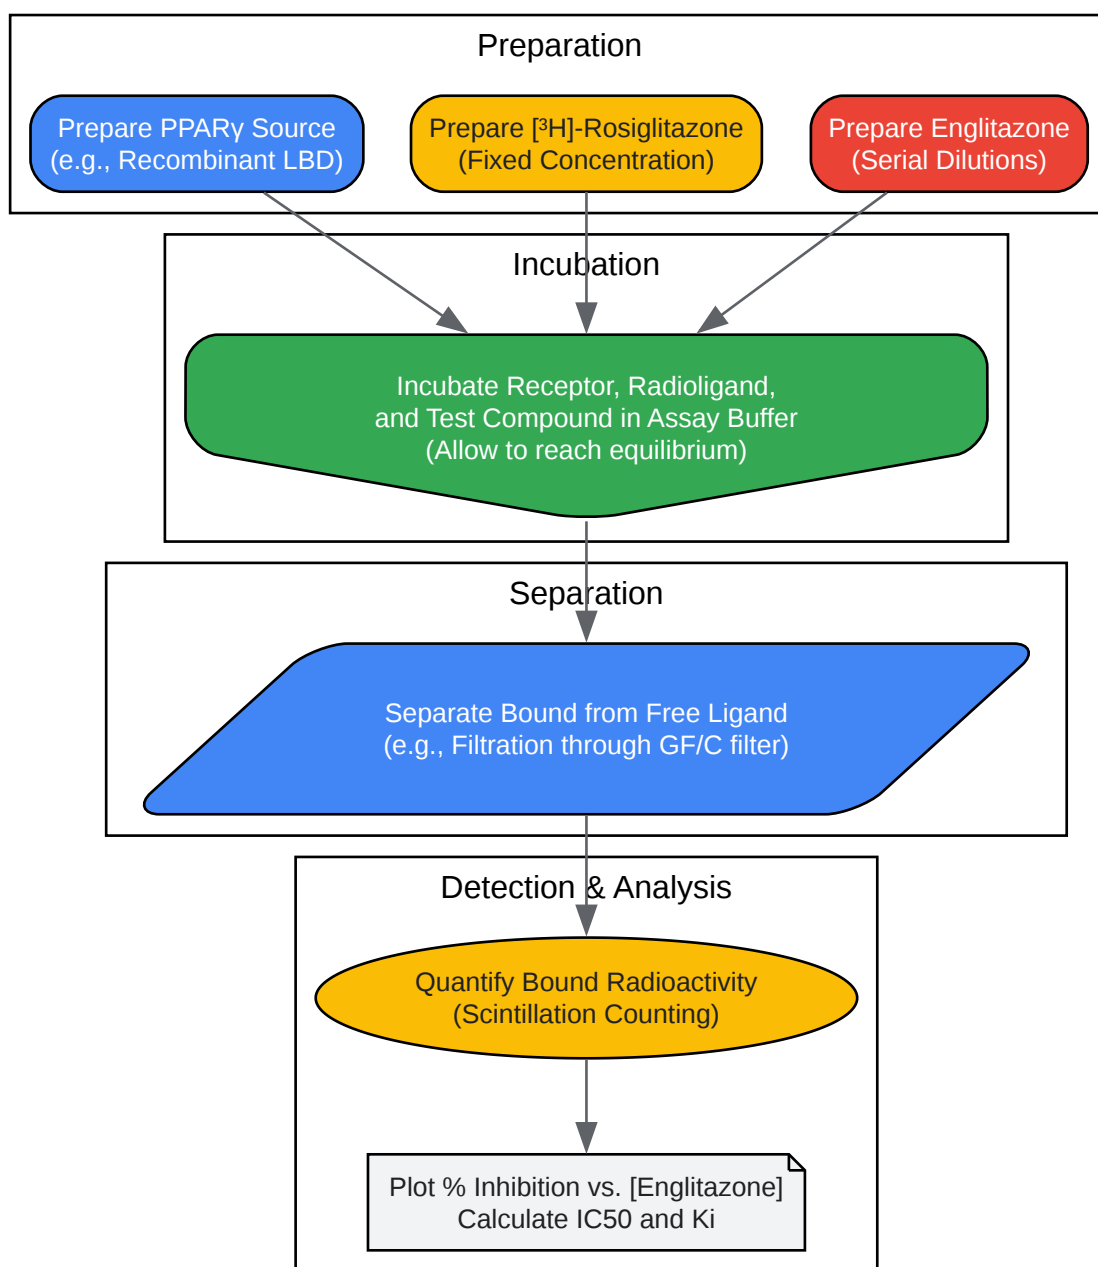 Preparation
Prepare PPARγ Source
(e.g., Recombinant LBD)
Prepare [³H]-Rosiglitazone
(Fixed Concentration)
Prepare Englitazone
(Serial Dilutions)
Incubation
Incubate Receptor, Radioligand,
and Test Compound in Assay Buffer
(Allow to reach equilibrium)
Separation
Separate Bound from Free Ligand
(e.g., Filtration through GF/C filter)
Detection & Analysis
Quantify Bound Radioactivity
(Scintillation Counting)
Plot % Inhibition vs. [Englitazone]
Calculate IC50 and Ki